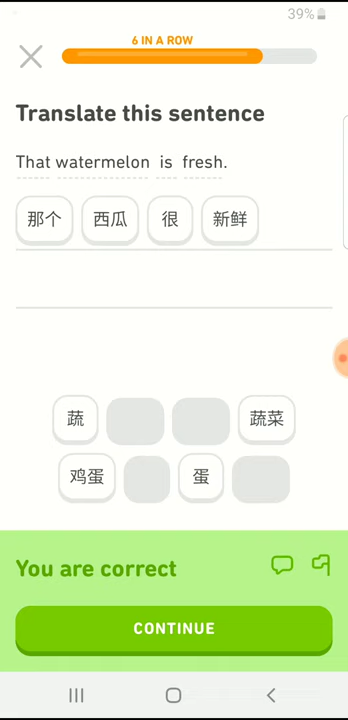 39%
6 IN A ROW
Translate this sentence
That watermelon is fresh.
那个 西瓜 很 新鲜
蔬 蔬菜
鸡蛋 蛋
You are correct
CONTINUE